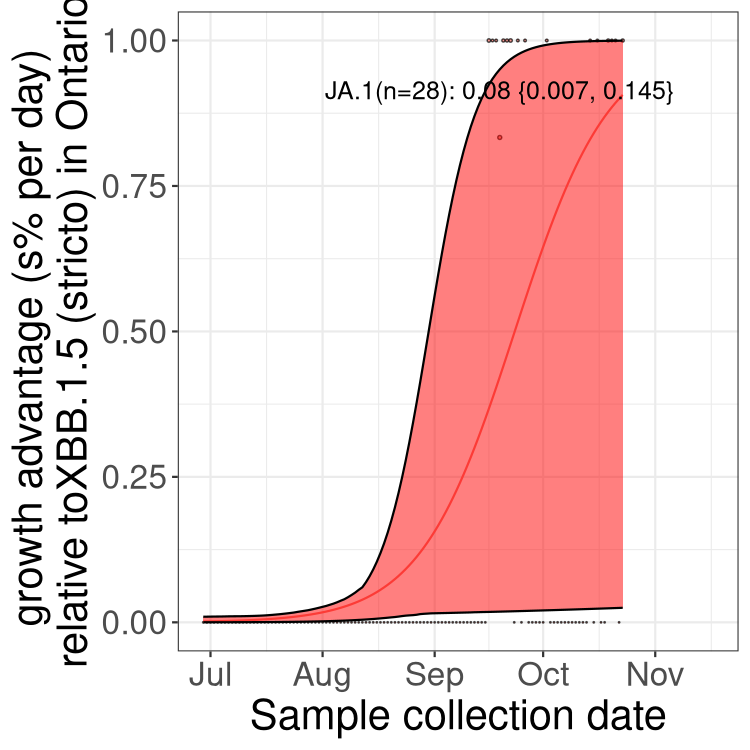 growth advantage (s% per day)
relative toXBB.1.5 (stricto) in Ontario
1.00
0.75
0.50
0.25
0.00
JA.1(n=28): 0.08 {0.007, 0.145}
Jul Aug Sep Oct Nov
Sample collection date